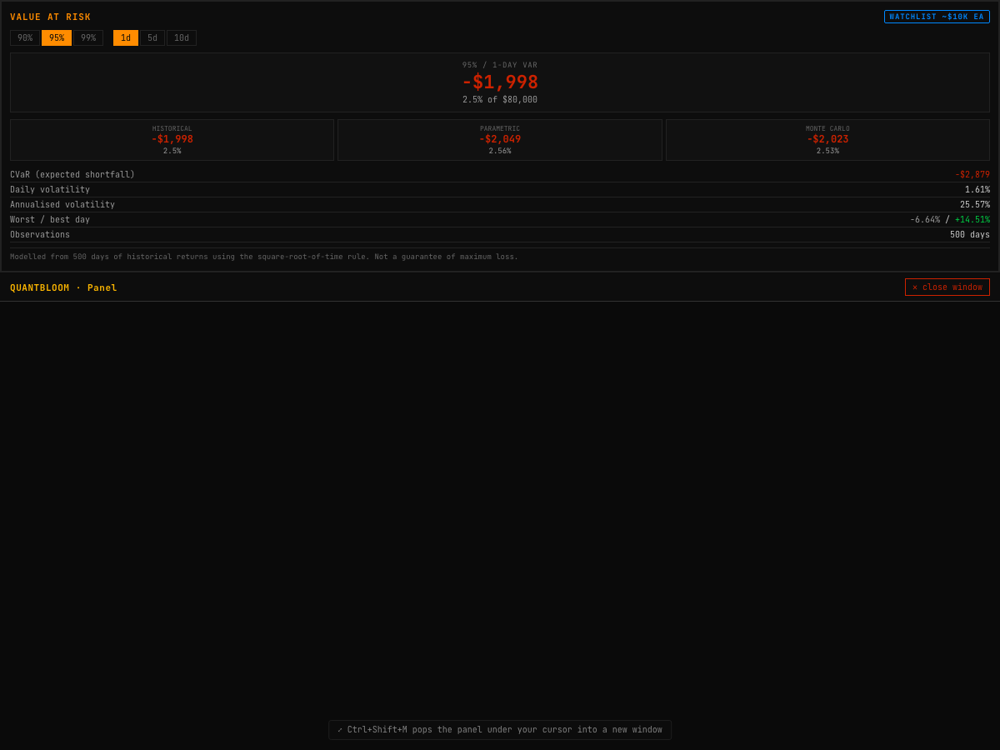 VALUE AT RISK
WATCHLIST ~$10K EA
90% 95% 99% 1d 5d 10d
95% / 1-DAY VAR
-$1,998
2.5% of $80,000
HISTORICAL
-$1,998
2.5%
PARAMETRIC
-$2,049
2.56%
MONTE CARLO
-$2,023
2.53%
CVaR (expected shortfall) -$2,879
Daily volatility 1.61%
Annualised volatility 25.57%
Worst / best day -6.64% / +14.51%
Observations 500 days
Modelled from 500 days of historical returns using the square-root-of-time rule. Not a guarantee of maximum loss.
QUANTBLOOM · Panel
× close window
⤢ Ctrl+Shift+M pops the panel under your cursor into a new window